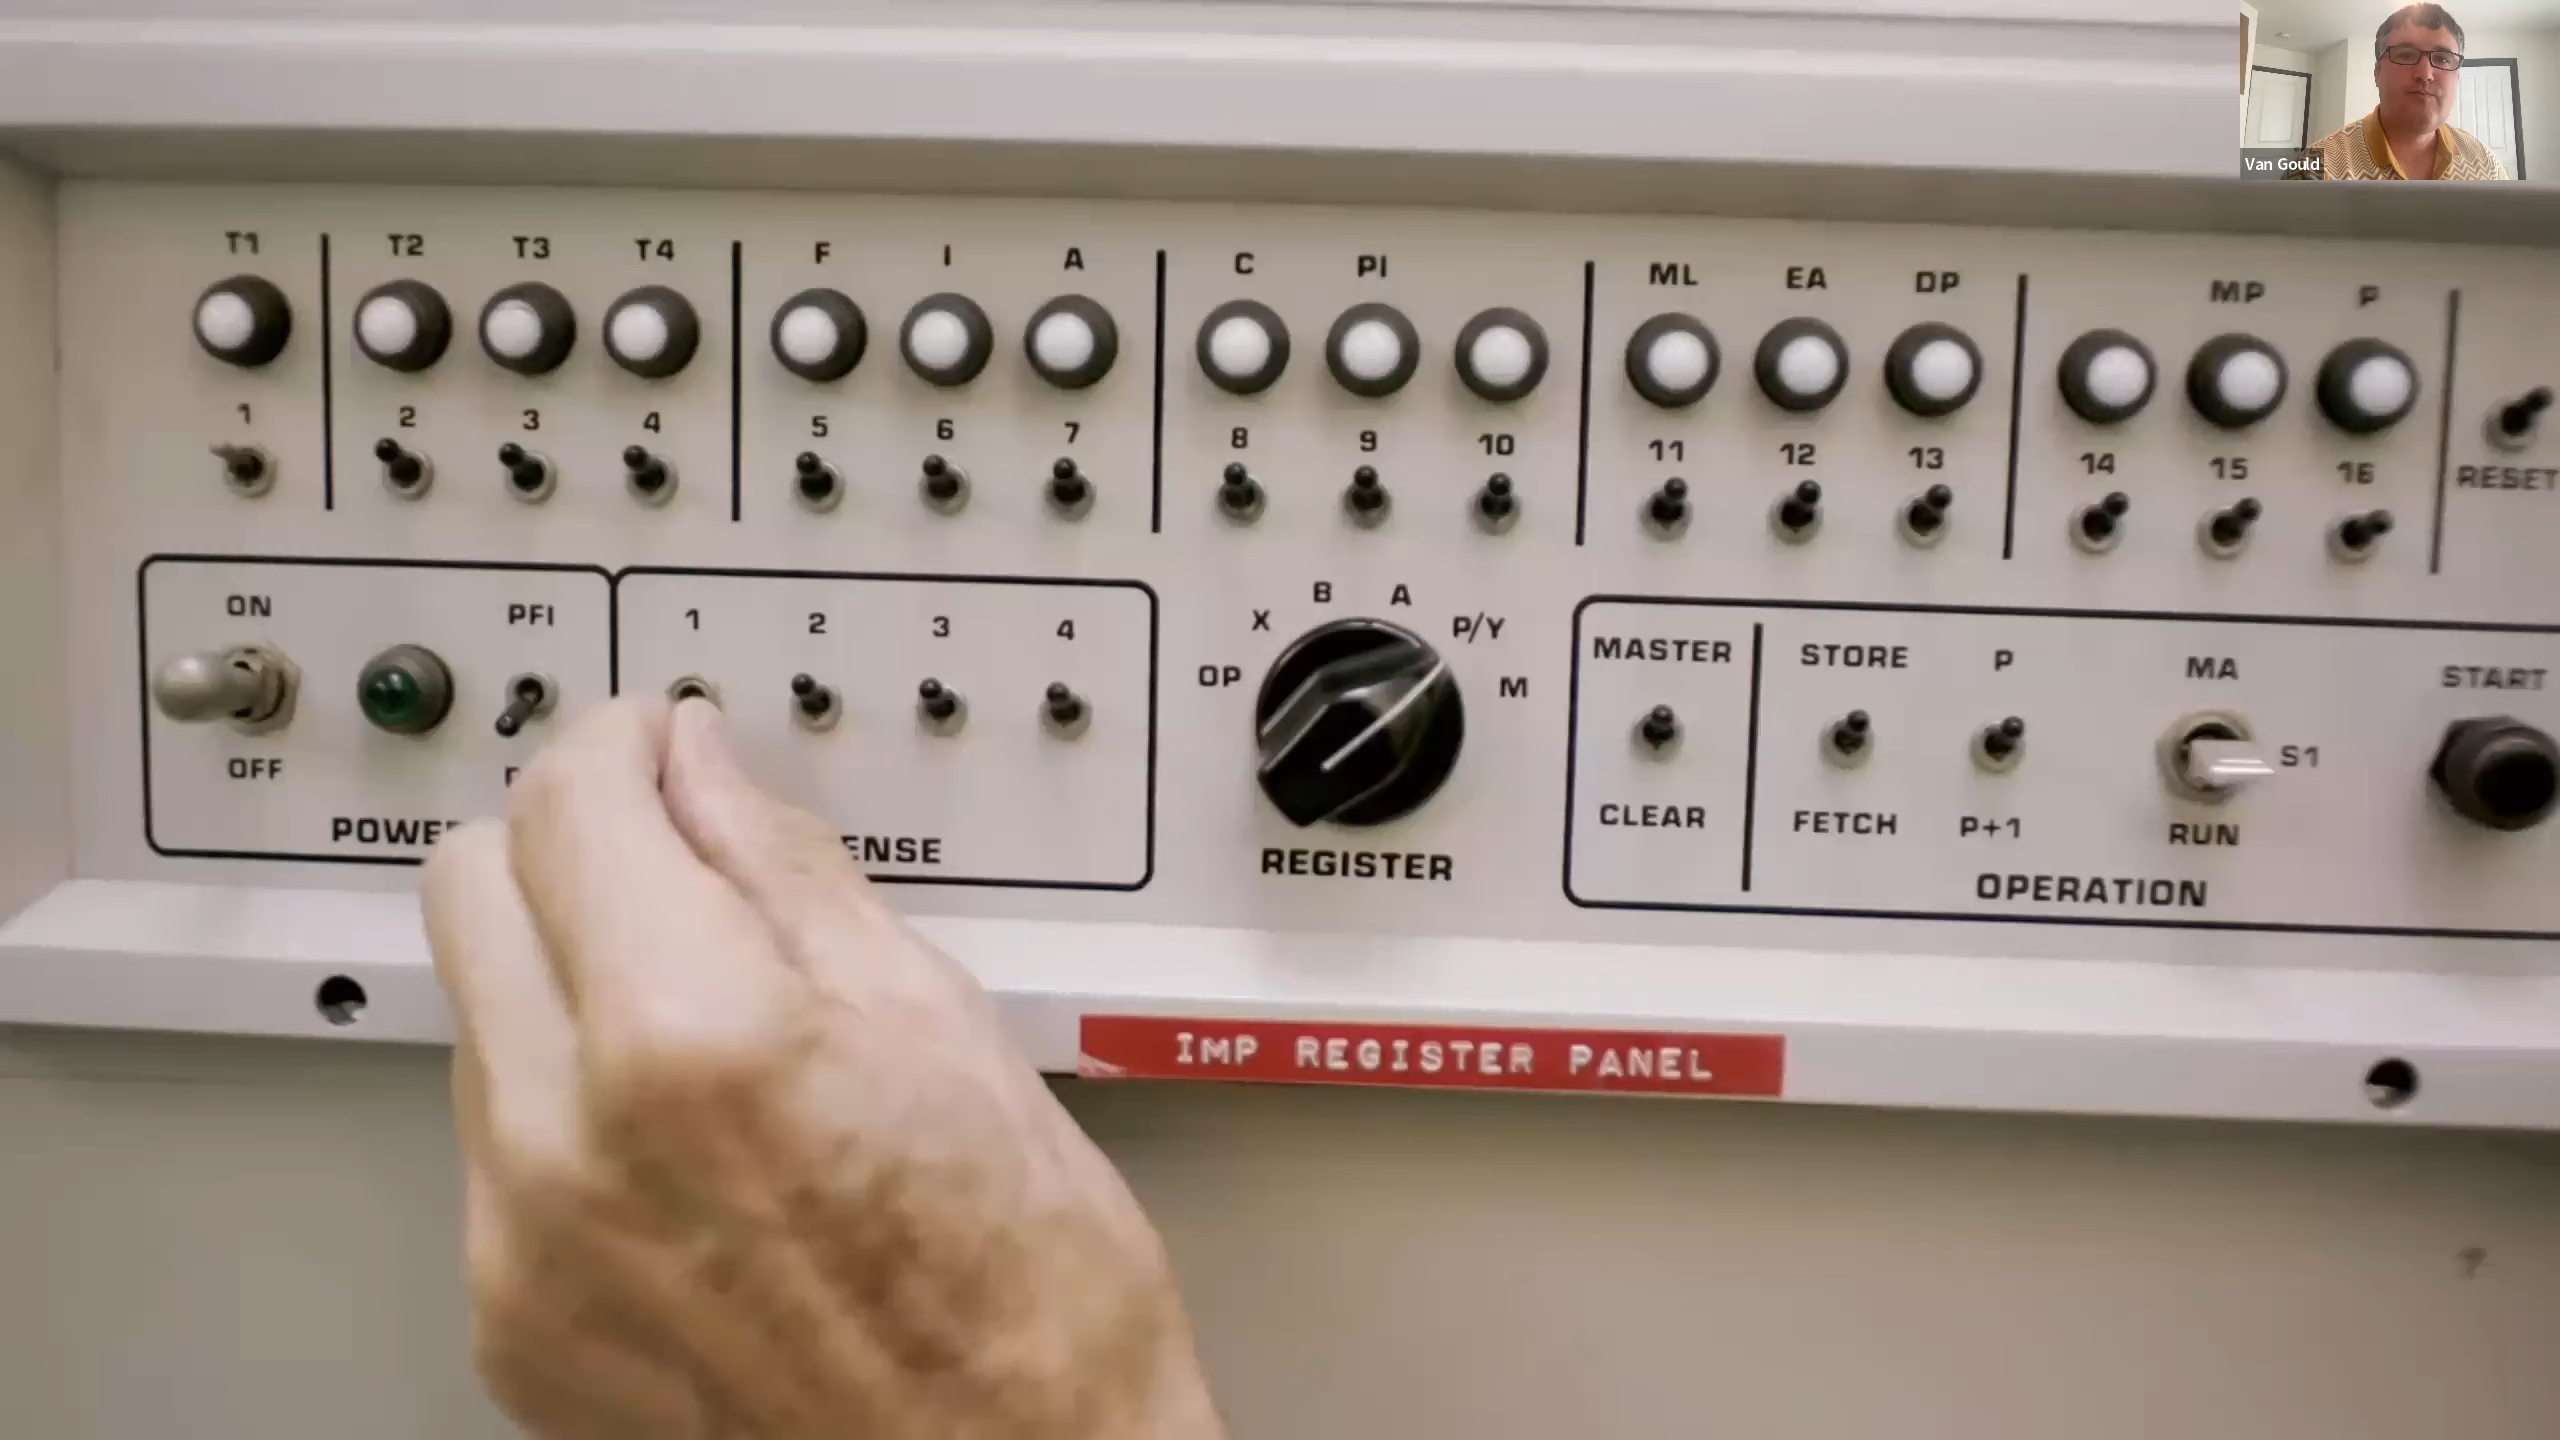 Van Gould
T1 T2 T3 T4 F I A C PI ML EA DP MP P
1 2 3 4 5 6 7 8 9 10 11 12 13 14 15 16
RESET
ON PFI 1 2 3 4
OFF
X B A P/Y
OP M
REGISTER
MASTER STORE P MA START
S1
CLEAR FETCH P+1 RUN
OPERATION
IMP REGISTER PANEL